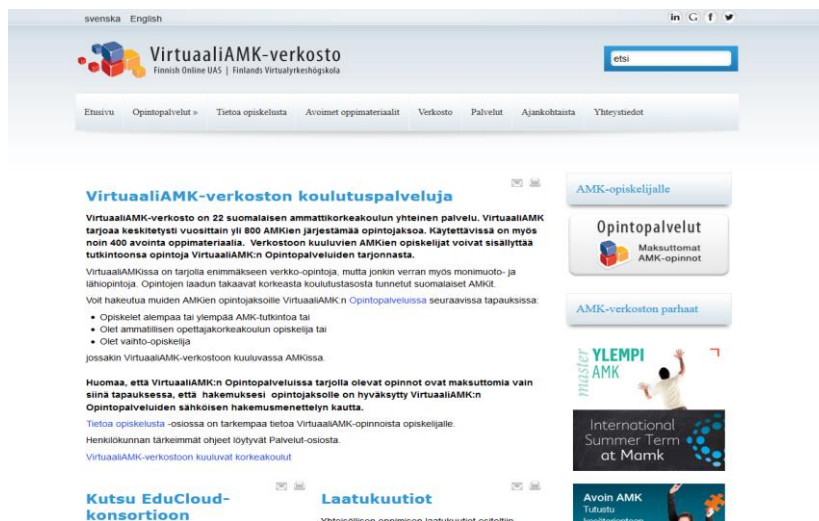 svenska English
in G f
VirtuaaliAMK-verkosto
Finnish Online UAS | Finlands Virtualyrkeshögskola
etsi
Etusivu Opintopalvelut » Tietoa opiskelusta Avoimet oppimateriaalit Verkosto Palvelut Ajankohtaista Yhteystiedot
VirtuaaliAMK-verkoston koulutuspalveluja
VirtuaaliAMK-verkosto on 22 suomalaisen ammattikorkeakoulun yhteinen palvelu. VirtuaaliAMK
tarjoaa keskitetysti vuosittain yli 800 AMKien järjestämää opintojaksoa. Käytettävissä on myös
noin 400 avointa oppimateriaalia. Verkostoon kuuluvien AMKien opiskelijat voivat sisällyttää
tutkintoonsa opintoja VirtuaaliAMK:n Opintopalveluiden tarjonnasta.
VirtuaaliAMKissa on tarjolla enimmäkseen verkko-opintoja, mutta jonkin verran myös monimuoto- ja
lähiopintoja. Opintojen laadun takaavat korkeasta koulutustasosta tunnetut suomalaiset AMKit.
Voit hakeutua muiden AMKien opintojaksoille VirtuaaliAMK:n Opintopalveluissa seuraavissa tapauksissa:
• Opiskelet alempaa tai ylempää AMK-tutkintoa tai
• Olet ammatillisen opettajakorkeakoulun opiskelija tai
• Olet vaihto-opiskelija
jossakin VirtuaaliAMK-verkostoon kuuluvassa AMKissa.
Huomaa, että VirtuaaliAMK:n Opintopalveluissa tarjolla olevat opinnot ovat maksuttomia vain
siinä tapauksessa, että hakemuksesi opintojaksolle on hyväksytty VirtuaaliAMK:n
Opintopalveluiden sähköisen hakemusmenettelyn kautta.
Tietoa opiskelusta -osiossa on tarkempaa tietoa VirtuaaliAMK-opinnoista opiskelijalle.
Henkilökunnan tärkeimmät ohjeet löytyvät Palvelut-osiosta.
VirtuaaliAMK-verkostoon kuuluvat korkeakoulut
Kutsu EduCloud-
konsortioon
Laatukuutiot
Yhteisöllisen oppimisen laatukuutiot esiteltiin
AMK-opiskelijalle
Opintopalvelut
Maksuttomat
AMK-opinnot
AMK-verkoston parhaat
master
YLEMPI
AMK
International
Summer Term
at Mamk
Avoin AMK
Tutustu